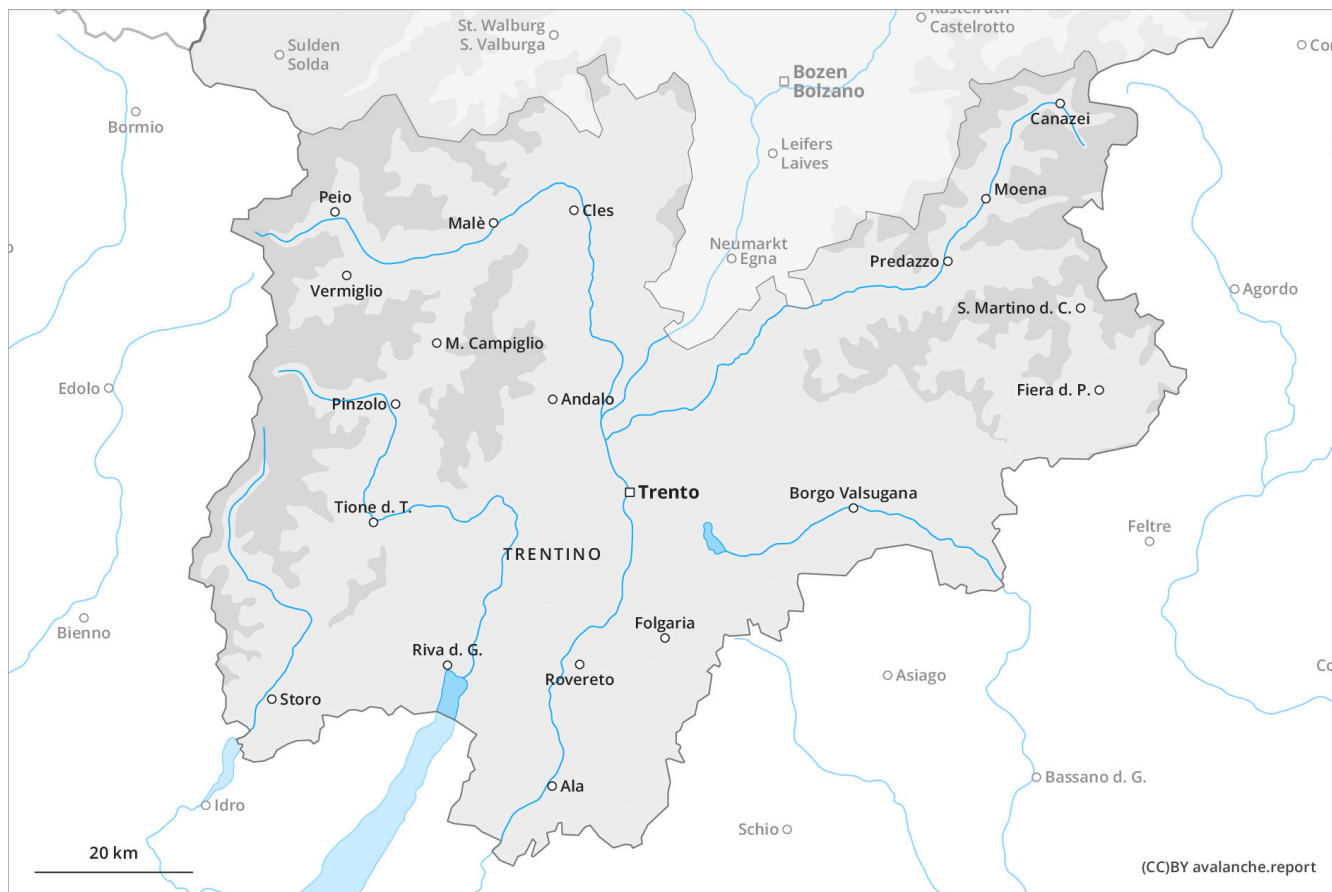 St. Walburg
S. Valburga
Kastelruth
Castelrotto
Sulden
Solda
Bozen
Bolzano
Bormio
Canazei
Leifers
Laives
Moena
Peio
Malè
Cles
Neumarkt
Egna
Predazzo
Vermiglio
Agordo
S. Martino d. C.
M. Campiglio
Edolo
Pinzolo
Andalo
Fiera d. P.
Trento
Borgo Valsugana
Tione d. T.
Feltre
TRENTINO
Bienno
Folgaria
Riva d. G.
Rovereto
Asiago
Storo
Ala
Bassano d. G.
Idro
Schio
20 km
(CC)BY avalanche.report